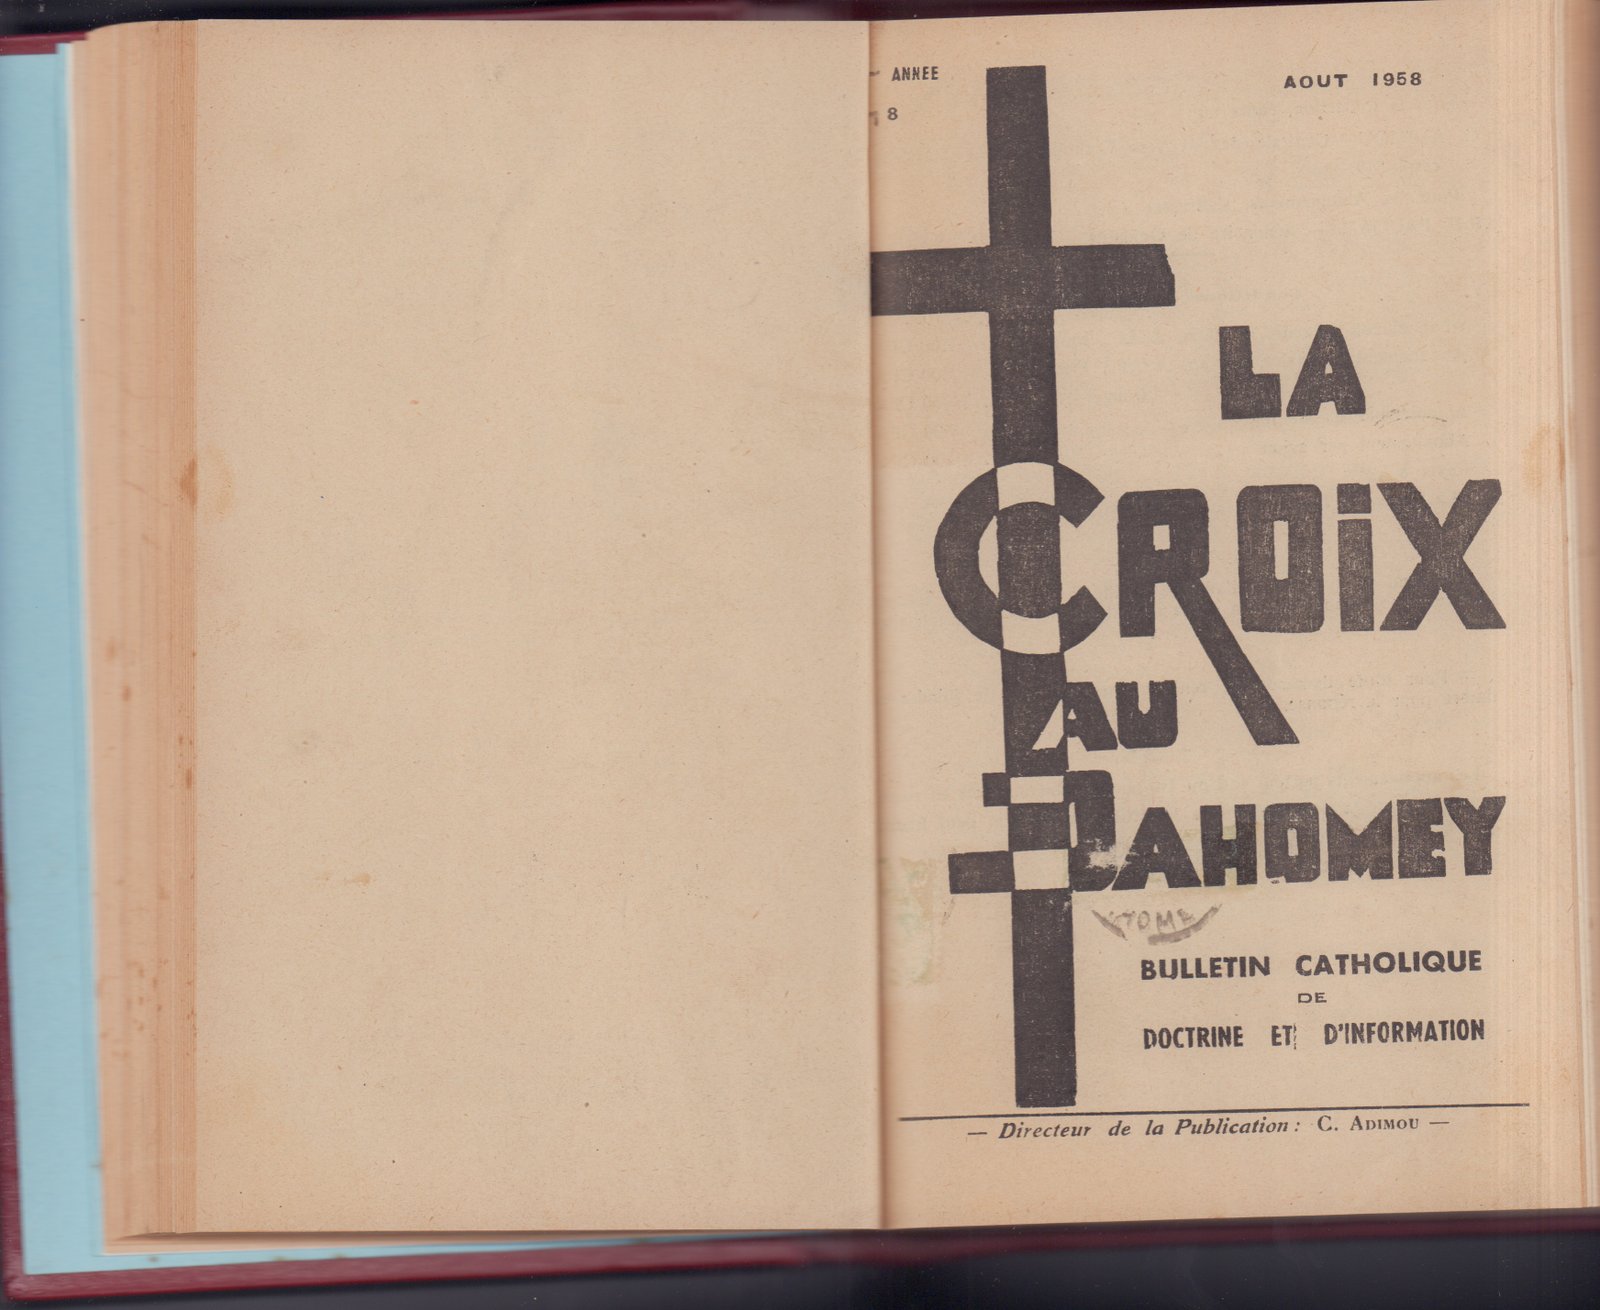 ANNEE
AOUT 1958
8
LA
CROIX
AU
DAHOMEY
BULLETIN CATHOLIQUE
DE
DOCTRINE ET D'INFORMATION
— Directeur de la Publication : C. ADIMOU —